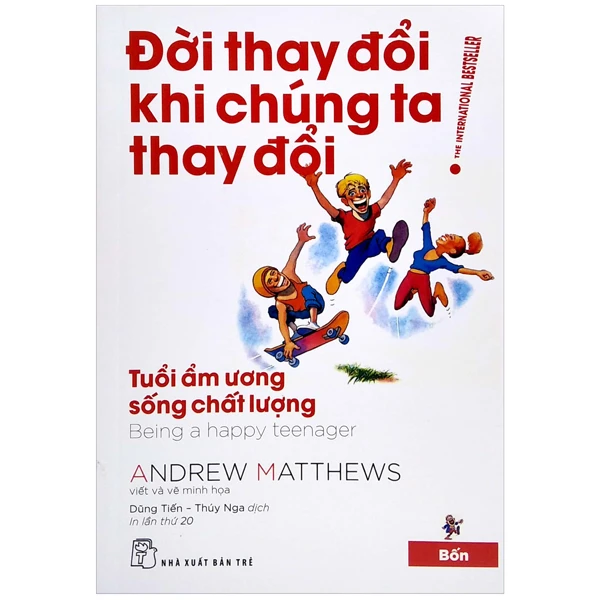 Đời thay đổi
khi chúng ta
thay đổi
!
THE INTERNATIONAL BESTSELLER
Tuổi ẩm ương
sống chất lượng
Being a happy teenager
ANDREW MATTHEWS
viết và vẽ minh họa
Dũng Tiến – Thúy Nga dịch
In lần thứ 20
NHÀ XUẤT BẢN TRẺ
Bốn